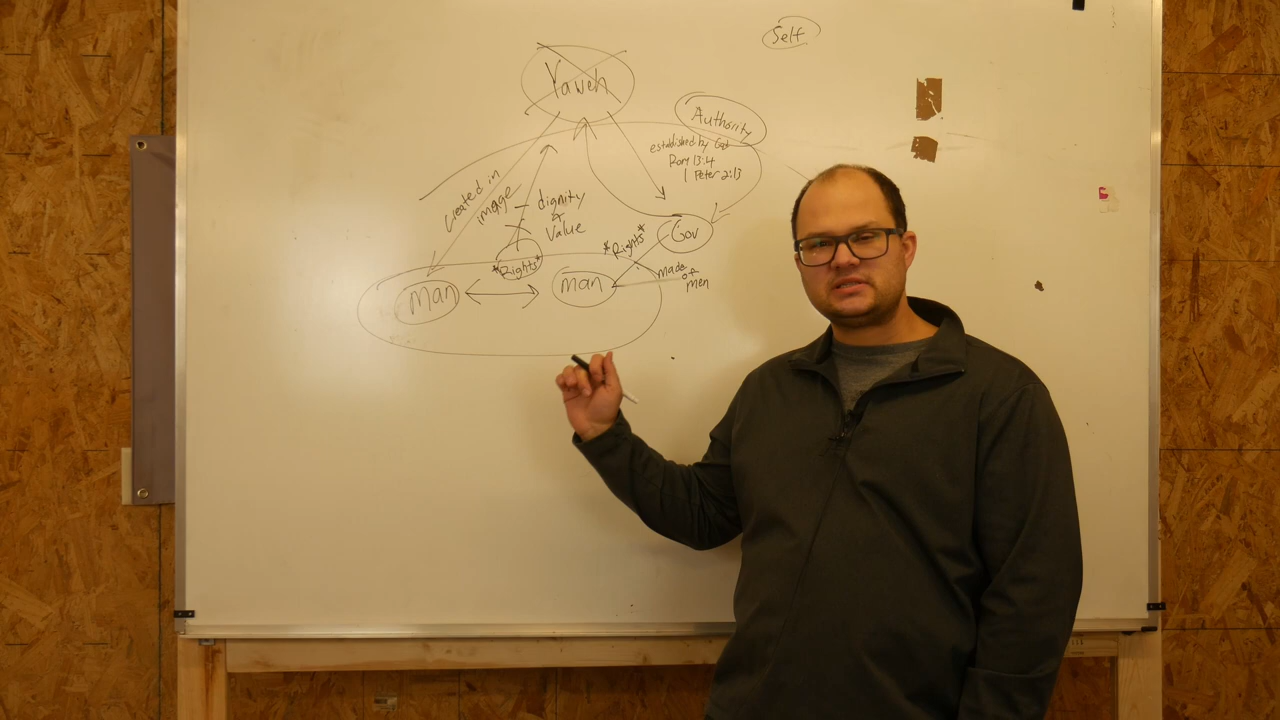 Self
Yaweh
Authority
established by God
Rom 13:4
1 Peter 2:13
Created in
image
dignity
&
Value
Gov
*Rights*
*Rights*
made
of
men
man
man